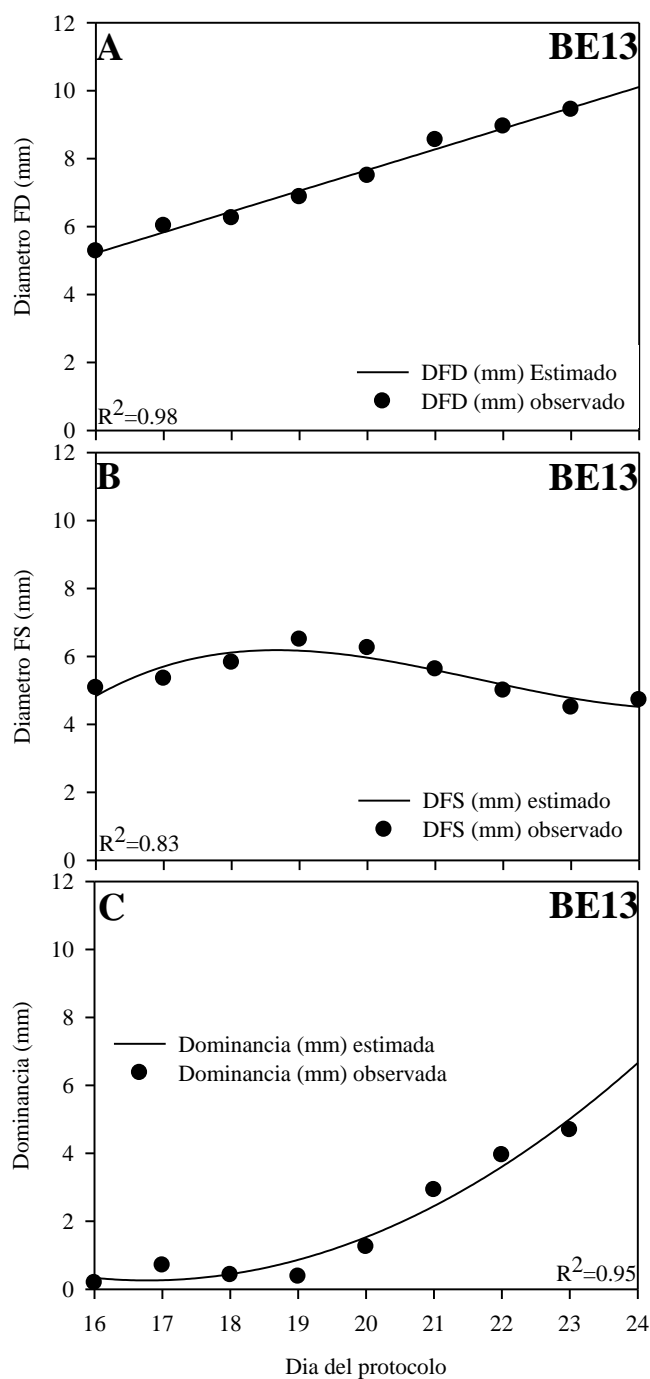 A BE13
12
10
8
6
4
2
0
Diametro FD (mm)
DFD (mm) Estimado
DFD (mm) observado
R²=0.98
B BE13
12
10
8
6
4
2
0
Diametro FS (mm)
DFS (mm) estimado
DFS (mm) observado
R²=0.83
C BE13
12
10
8
6
4
2
0
Dominancia (mm)
Dominancia (mm) estimada
Dominancia (mm) observada
R²=0.95
16 17 18 19 20 21 22 23 24
Dia del protocolo